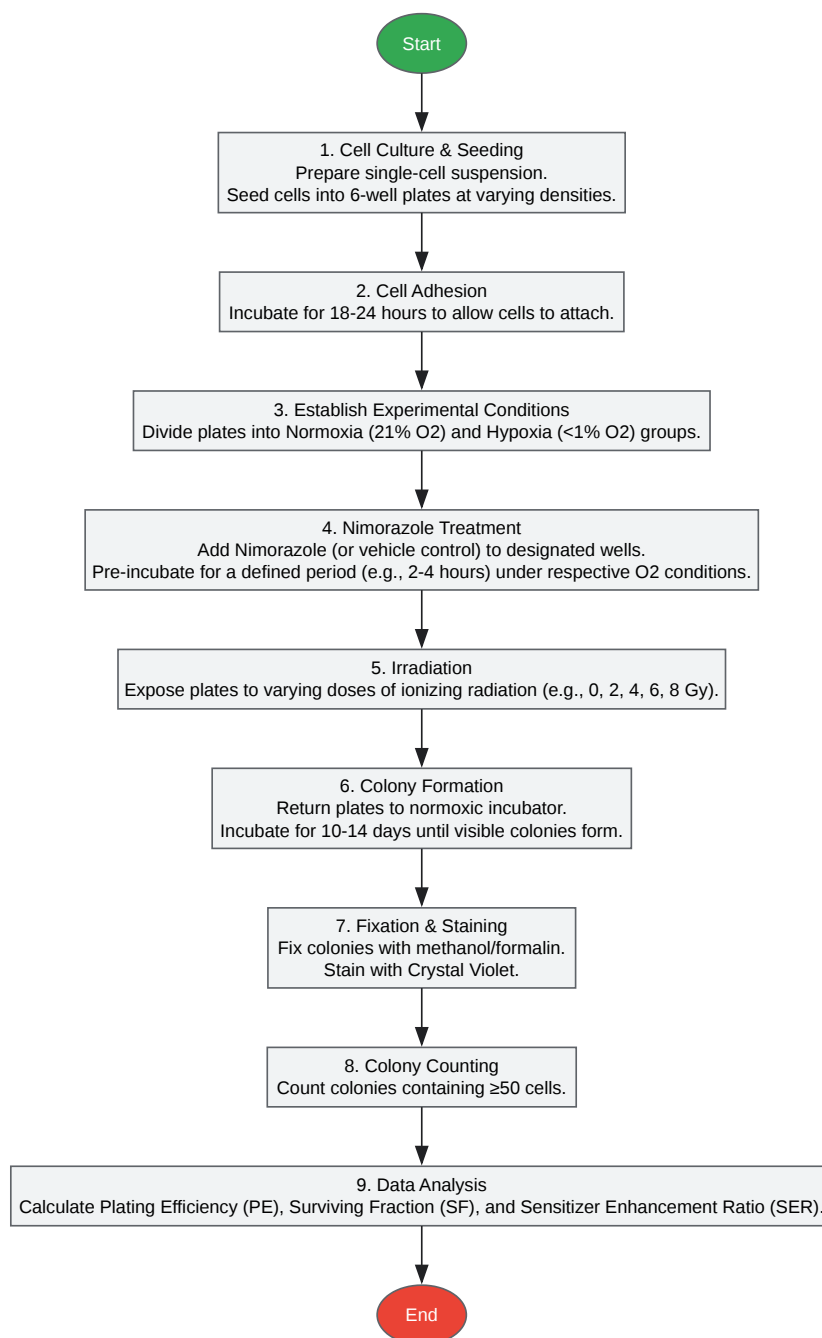 Start
1. Cell Culture & Seeding
Prepare single-cell suspension.
Seed cells into 6-well plates at varying densities.
2. Cell Adhesion
Incubate for 18-24 hours to allow cells to attach.
3. Establish Experimental Conditions
Divide plates into Normoxia (21% O2) and Hypoxia (<1% O2) groups.
4. Nimorazole Treatment
Add Nimorazole (or vehicle control) to designated wells.
Pre-incubate for a defined period (e.g., 2-4 hours) under respective O2 conditions.
5. Irradiation
Expose plates to varying doses of ionizing radiation (e.g., 0, 2, 4, 6, 8 Gy).
6. Colony Formation
Return plates to normoxic incubator.
Incubate for 10-14 days until visible colonies form.
7. Fixation & Staining
Fix colonies with methanol/formalin.
Stain with Crystal Violet.
8. Colony Counting
Count colonies containing ≥50 cells.
9. Data Analysis
Calculate Plating Efficiency (PE), Surviving Fraction (SF), and Sensitizer Enhancement Ratio (SER).
End